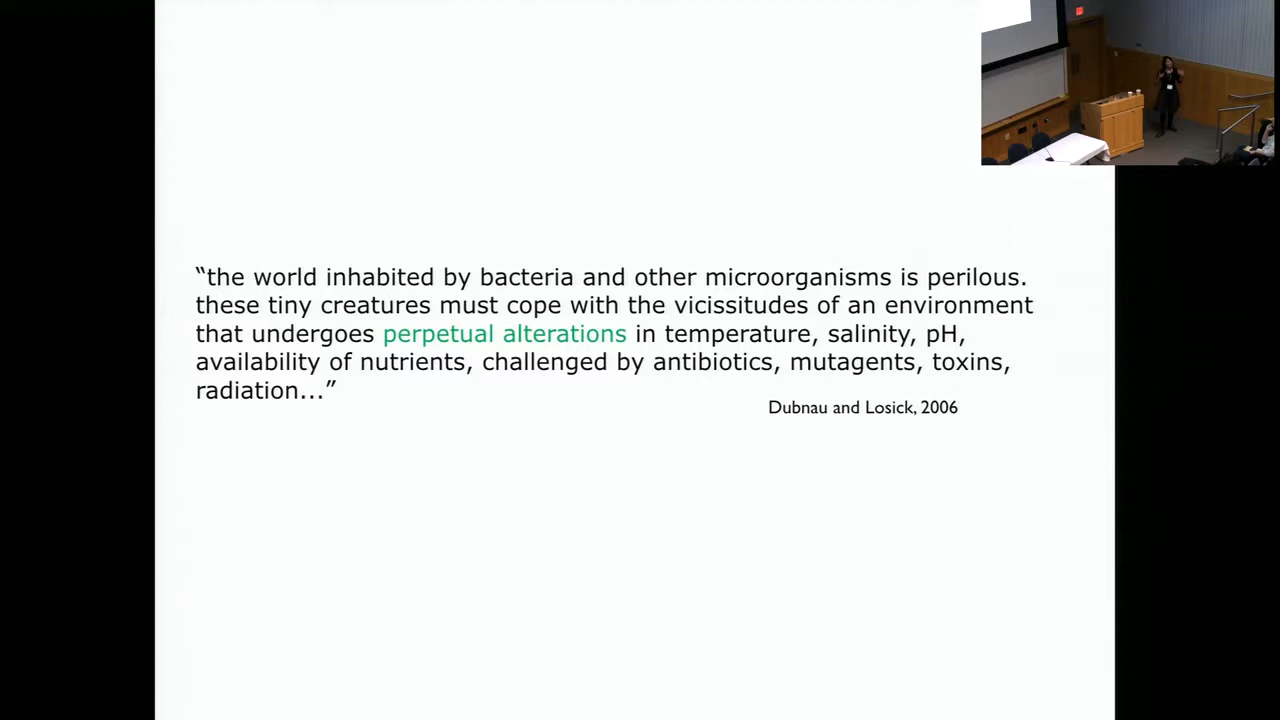 “the world inhabited by bacteria and other microorganisms is perilous.
these tiny creatures must cope with the vicissitudes of an environment
that undergoes perpetual alterations in temperature, salinity, pH,
availability of nutrients, challenged by antibiotics, mutagents, toxins,
radiation...”
Dubnau and Losick, 2006